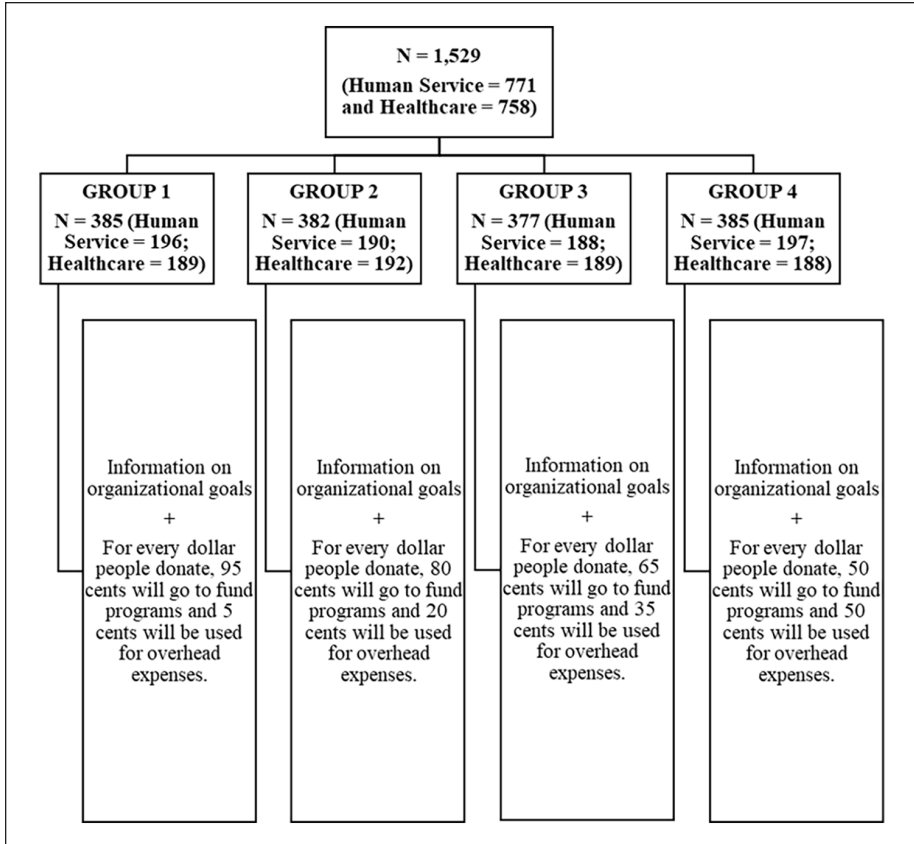 N = 1,529
(Human Service = 771
and Healthcare = 758)
GROUP 1
N = 385 (Human
Service = 196;
Healthcare = 189)
GROUP 2
N = 382 (Human
Service = 190;
Healthcare = 192)
GROUP 3
N = 377 (Human
Service = 188;
Healthcare = 189)
GROUP 4
N = 385 (Human
Service = 197;
Healthcare = 188)
Information on
organizational goals
+
For every dollar
people donate, 95
cents will go to fund
programs and 5
cents will be used
for overhead
expenses.
Information on
organizational goals
+
For every dollar
people donate, 80
cents will go to fund
programs and 20
cents will be used
for overhead
expenses.
Information on
organizational goals
+
For every dollar
people donate, 65
cents will go to fund
programs and 35
cents will be used
for overhead
expenses.
Information on
organizational goals
+
For every dollar
people donate, 50
cents will go to fund
programs and 50
cents will be used
for overhead
expenses.